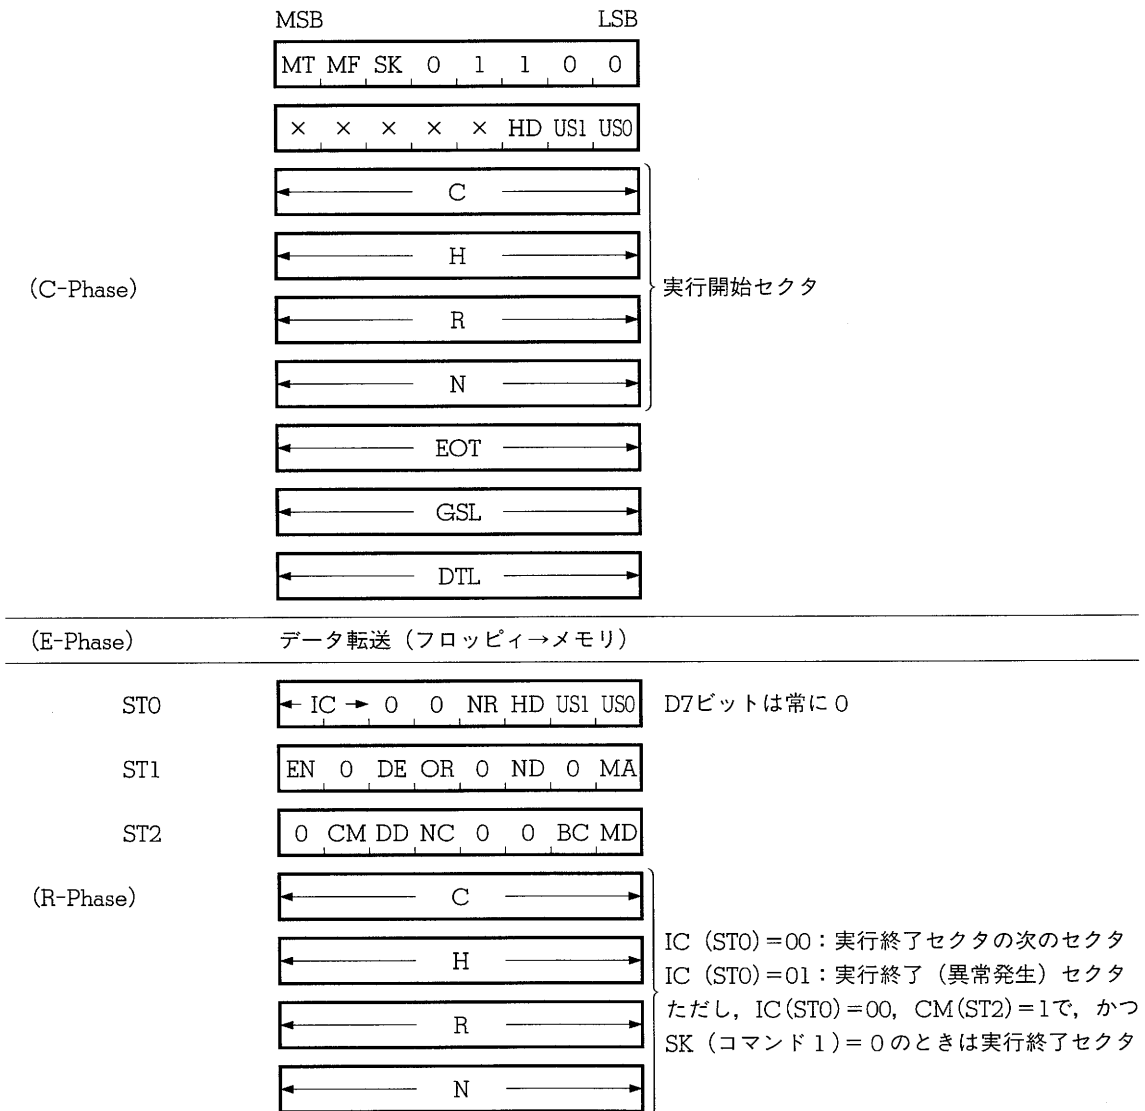 MSB LSB
MT MF SK 0 1 1 0 0
× × × × × HD US1 US0
C
H
(C-Phase) 実行開始セクタ
R
N
EOT
GSL
DTL
(E-Phase) データ転送（フロッピィ→メモリ）
ST0 ← IC → 0 0 NR HD US1 US0 D7ビットは常に0
ST1 EN 0 DE OR 0 ND 0 MA
ST2 0 CM DD NC 0 0 BC MD
(R-Phase) C
IC (ST0)=00：実行終了セクタの次のセクタ
H
IC (ST0)=01：実行終了（異常発生）セクタ
ただし，IC(ST0)=00，CM(ST2)=1で，かつ
R
SK（コマンド1）=0のときは実行終了セクタ
N